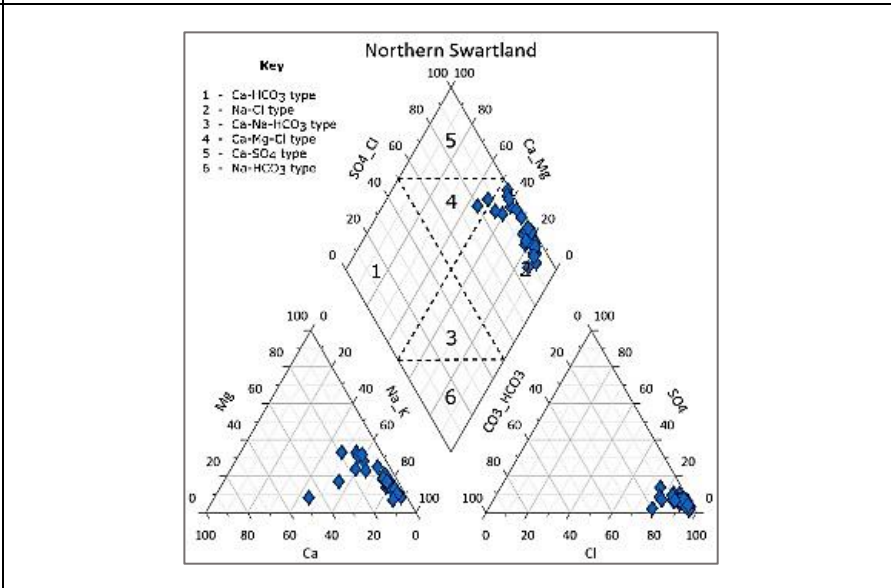 Northern Swartland
Key
1 - Ca-HCO3 type
2 - Na-Cl type
3 - Ca-Na-HCO3 type
4 - Ca-Mg-Cl type
5 - Ca-SO4 type
6 - Na-HCO3 type
100 100
80 80
60 60
SO4_Cl Ca_Mg
40 40
20 20
0 0
5
4
1
2
3
6
100 0
80 20
60 40
Mg Na_K
40 60
20 80
0 100
100 80 60 40 20 0
Ca
0 100
20 80
40 60
CO3_HCO3 SO4
60 40
80 20
100 0
0 20 40 60 80 100
Cl